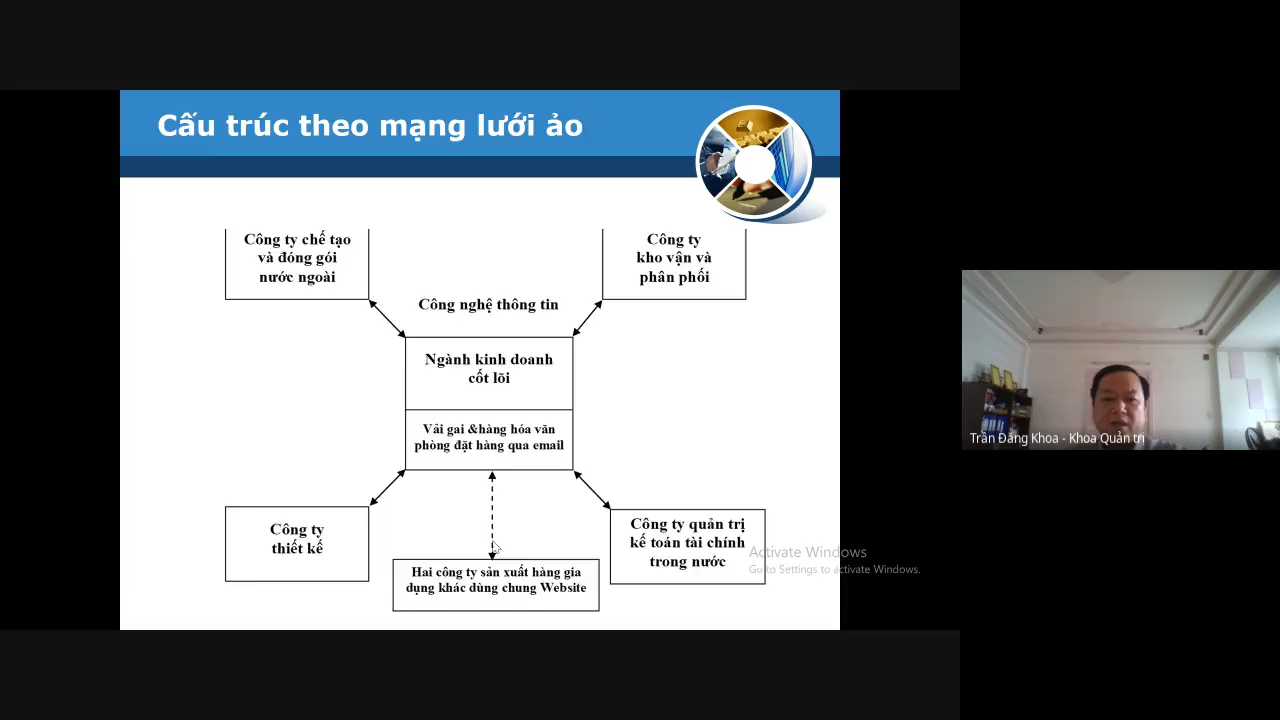 Cấu trúc theo mạng lưới ảo
Công ty chế tạo
và đóng gói
nước ngoài
Công ty
kho vận và
phân phối
Công nghệ thông tin
Ngành kinh doanh
cốt lõi
Vải gai &hàng hóa văn
phòng đặt hàng qua email
Công ty
thiết kế
Công ty quản trị
kế toán tài chính
trong nước
Hai công ty sản xuất hàng gia
dụng khác dùng chung Website
Activate Windows
Go to Settings to activate Windows.
Trần Đăng Khoa - Khoa Quản trị